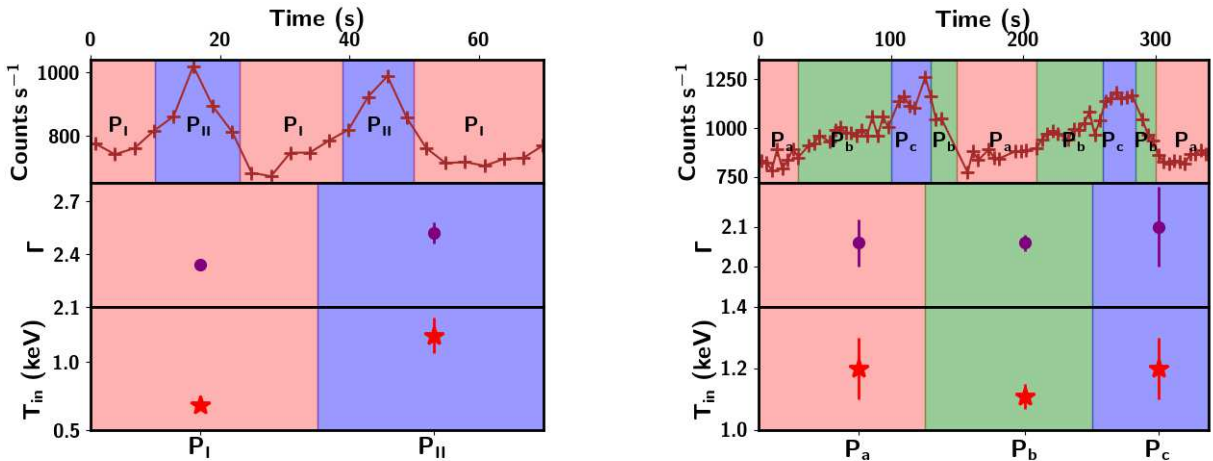 Time (s)
0 20 40 60
Counts s⁻¹
1000
800
P_I P_II P_I P_II P_I
Γ
2.7
2.4
2.1
T_in (keV)
1.0
0.5
P_I P_II
Time (s)
0 100 200 300
Counts s⁻¹
1250
1000
750
P_a P_b P_c P_b P_a P_b P_c P_b P_a
Γ
2.1
2.0
1.4
T_in (keV)
1.2
1.0
P_a P_b P_c